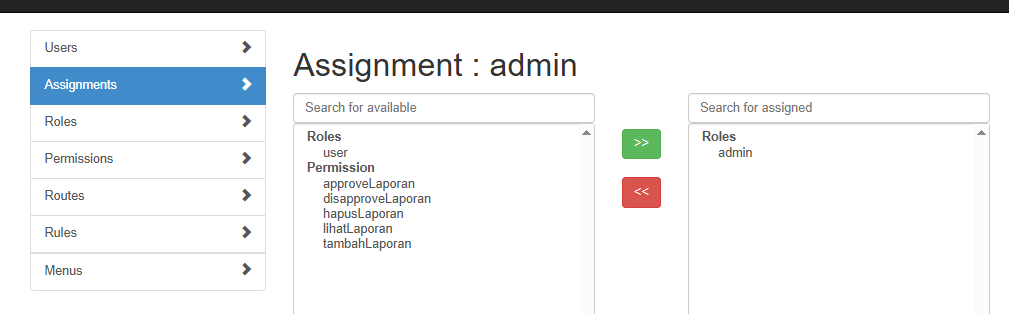 Users
Assignments
Roles
Permissions
Routes
Rules
Menus
Assignment : admin
Search for available
Roles
user
Permission
approveLaporan
disapproveLaporan
hapusLaporan
lihatLaporan
tambahLaporan
>>
<<
Search for assigned
Roles
admin